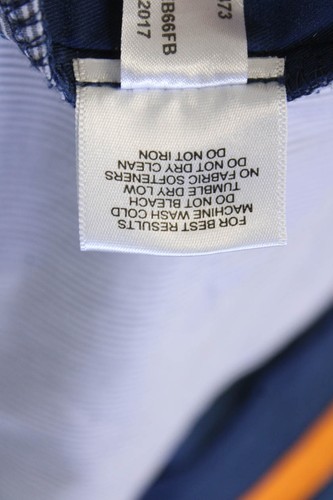 FOR BEST RESULTS
MACHINE WASH COLD
DO NOT BLEACH
TUMBLE DRY LOW
NO FABRIC SOFTENERS
DO NOT DRY CLEAN
DO NOT IRON